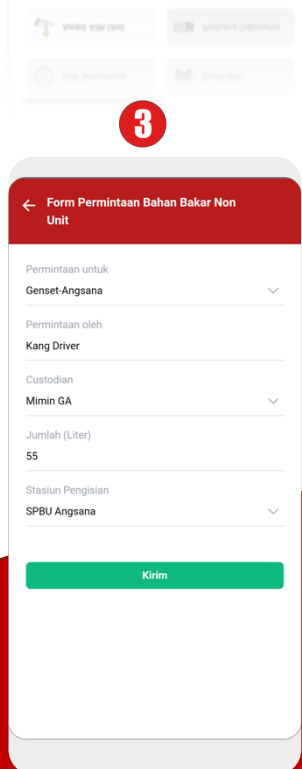 3
Form Permintaan Bahan Bakar Non
Unit
Permintaan untuk
Genset-Angsana
Permintaan oleh
Kang Driver
Custodian
Mimin GA
Jumlah (Liter)
55
Stasiun Pengisian
SPBU Angsana
Kirim